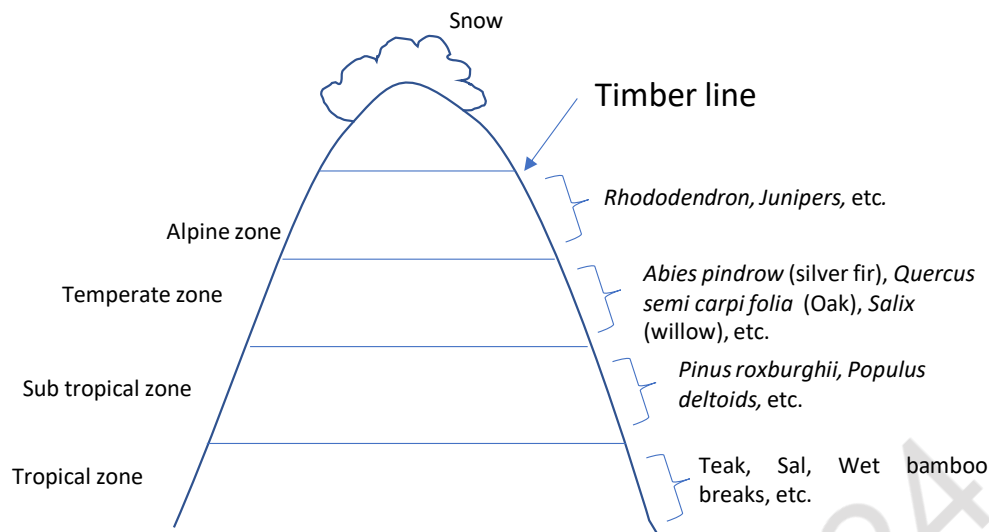 Snow
Timber line
Rhododendron, Junipers, etc.
Alpine zone
Abies pindrow (silver fir), Quercus
semi carpi folia (Oak), Salix
(willow), etc.
Temperate zone
Pinus roxburghii, Populus
deltoids, etc.
Sub tropical zone
Teak, Sal, Wet bamboo
breaks, etc.
Tropical zone